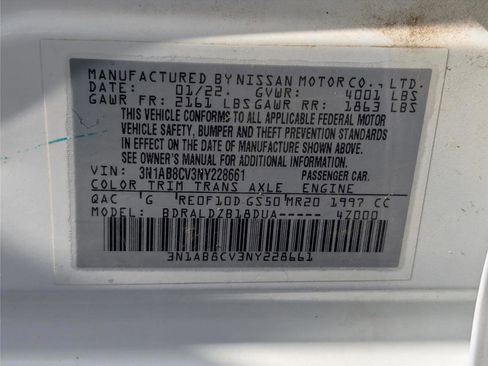 MANUFACTURED BY NISSAN MOTOR CO., LTD.
DATE: 01/22 GVWR: 4001 LBS
GAWR FR: 2161 LBS GAWR RR: 1863 LBS
THIS VEHICLE CONFORMS TO ALL APPLICABLE FEDERAL MOTOR
VEHICLE SAFETY, BUMPER AND THEFT PREVENTION STANDARDS
IN EFFECT ON THE DATE OF MANUFACTURE SHOWN ABOVE.
SEE OWNER'S MANUAL FOR ADDITIONAL INFORMATION.
VIN: 3N1AB8CV3NY228661 PASSENGER CAR.
COLOR TRIM TRANS AXLE ENGINE
QAC G RE0F10D GS50 MR20 1997 CC
MODEL: BDRALDZB18DUA----- 4Z000
3N1AB8CV3NY228661